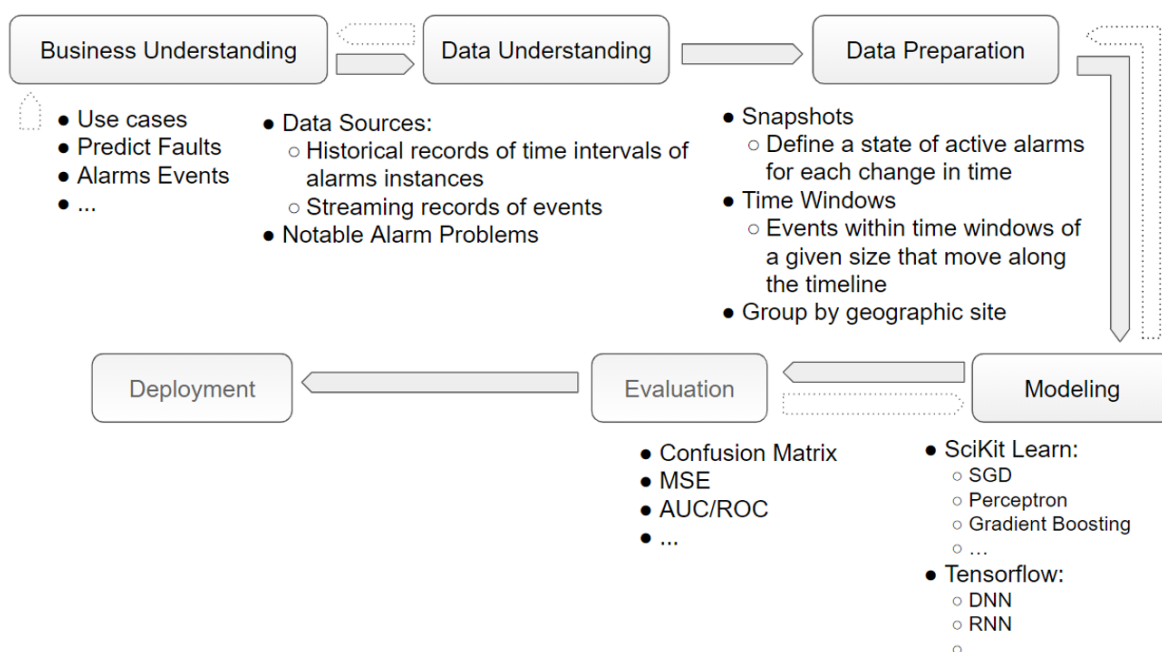 Business Understanding
Data Understanding
Data Preparation
● Use cases
● Predict Faults
● Alarms Events
● ...
● Data Sources:
○ Historical records of time intervals of
alarms instances
○ Streaming records of events
● Notable Alarm Problems
● Snapshots
○ Define a state of active alarms
for each change in time
● Time Windows
○ Events within time windows of
a given size that move along
the timeline
● Group by geographic site
Deployment
Evaluation
Modeling
● Confusion Matrix
● MSE
● AUC/ROC
● ...
● SciKit Learn:
○ SGD
○ Perceptron
○ Gradient Boosting
○ ...
● Tensorflow:
○ DNN
○ RNN
○